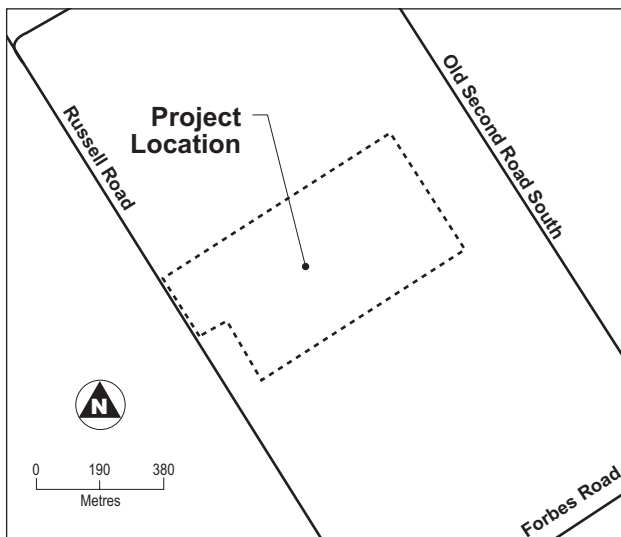 Project
Location
Old Second Road South
Russell Road
N
0 190 380
Metres
Forbes Road